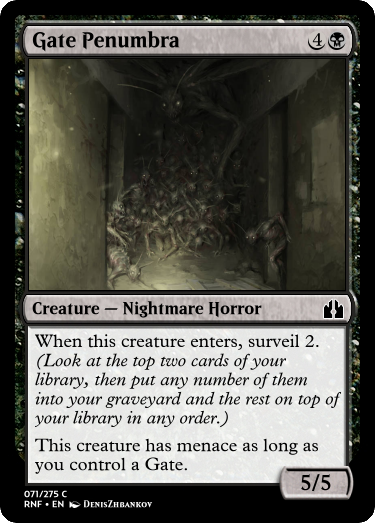 Gate Penumbra 4
Creature — Nightmare Horror
When this creature enters, surveil 2.
(Look at the top two cards of your
library, then put any number of them
into your graveyard and the rest on top
of your library in any order.)
This creature has menace as long as
you control a Gate.
5/5
071/275 C
RNF • EN DenisZhbankov